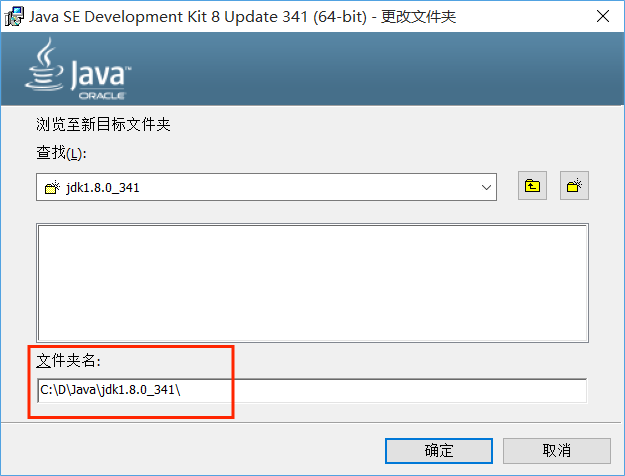 Java SE Development Kit 8 Update 341 (64-bit) - 更改文件夹
Java™
ORACLE
浏览至新目标文件夹
查找(L):
jdk1.8.0_341
文件夹名:
C:\D\Java\jdk1.8.0_341\
确定
取消